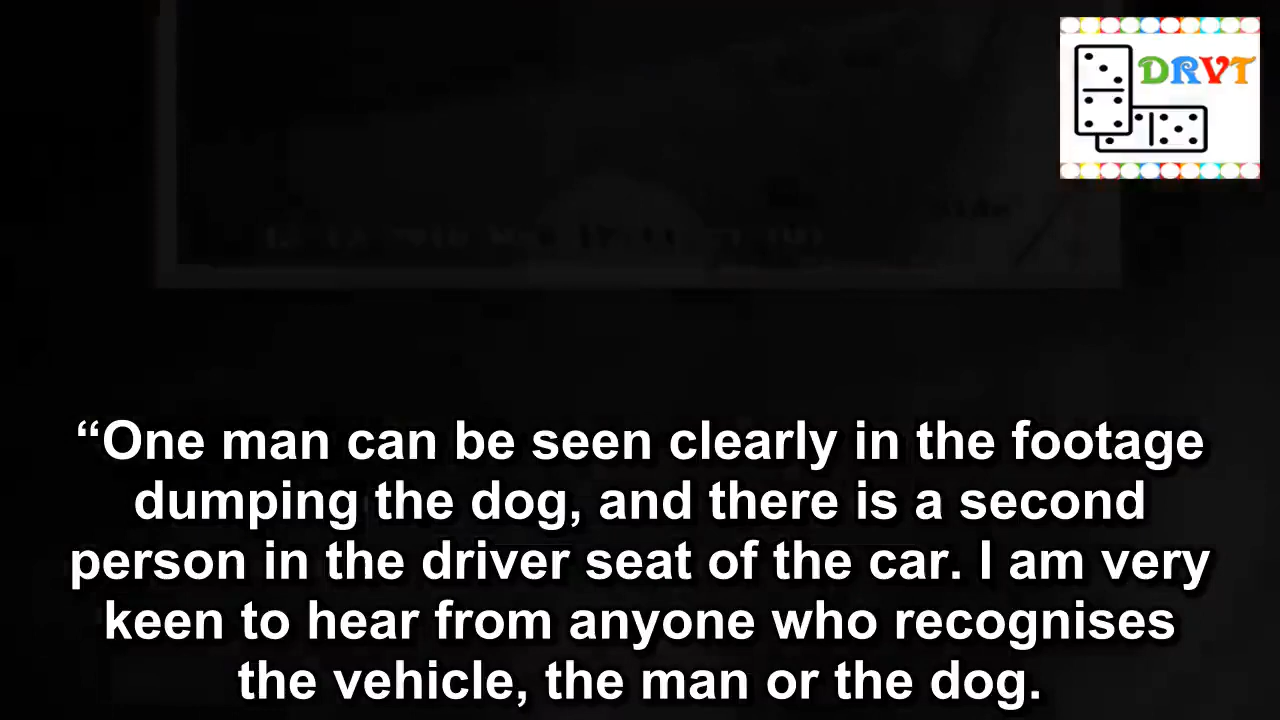 DRVT
“One man can be seen clearly in the footage
dumping the dog, and there is a second
person in the driver seat of the car. I am very
keen to hear from anyone who recognises
the vehicle, the man or the dog.